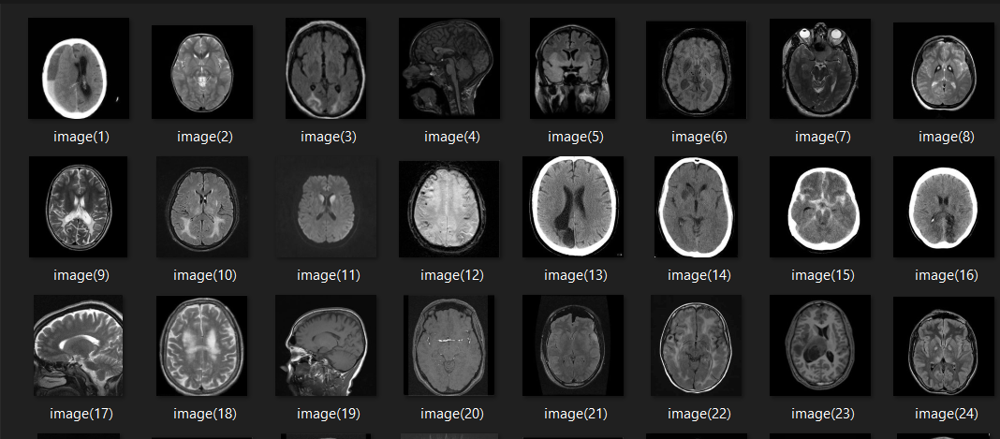 image(1) image(2) image(3) image(4) image(5) image(6) image(7) image(8)
image(9) image(10) image(11) image(12) image(13) image(14) image(15) image(16)
image(17) image(18) image(19) image(20) image(21) image(22) image(23) image(24)